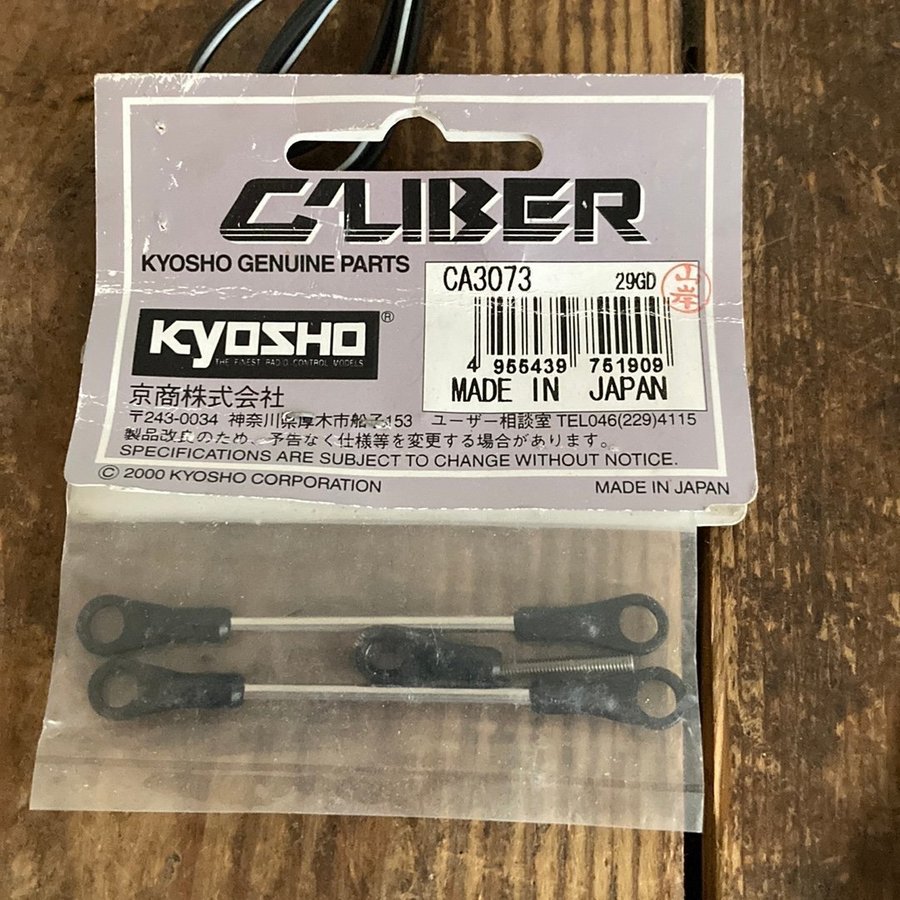 CALIBER
KYOSHO GENUINE PARTS
CA3073 29GD
山岸
KYOSHO®
THE FINEST RADIO CONTROL MODELS
4 955439 751909
MADE IN JAPAN
京商株式会社
〒243-0034 神奈川県厚木市船子153 ユーザー相談室 TEL046(229)4115
製品改良のため、予告なく仕様等を変更する場合があります。
SPECIFICATIONS ARE SUBJECT TO CHANGE WITHOUT NOTICE.
© 2000 KYOSHO CORPORATION MADE IN JAPAN